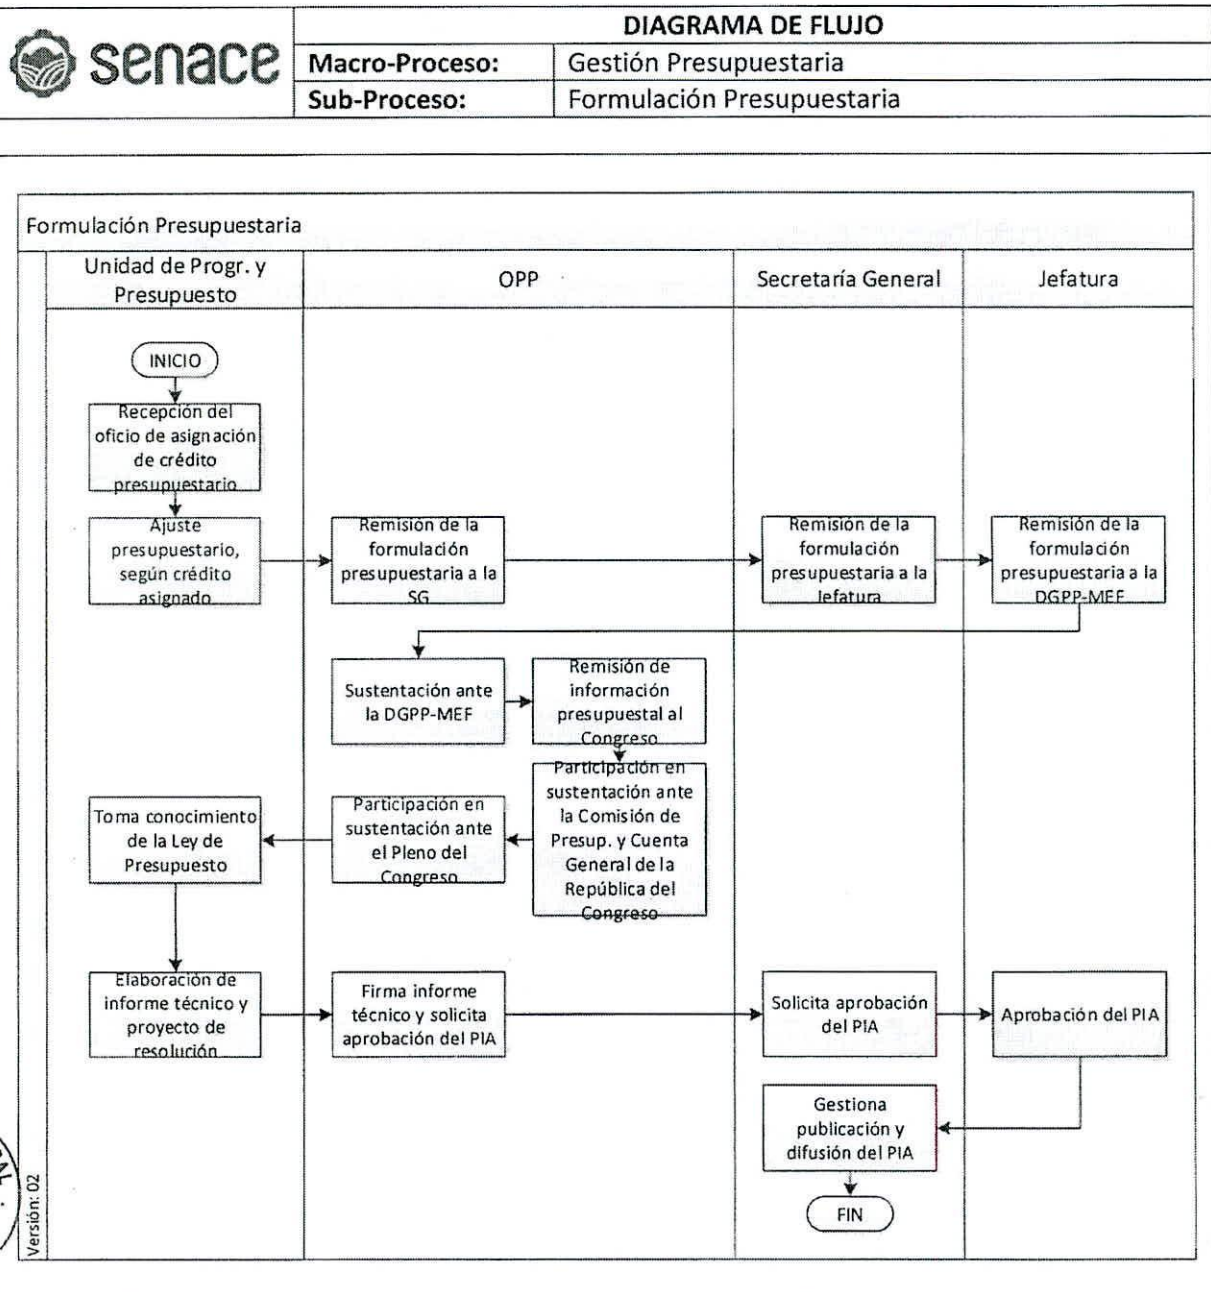 senace
DIAGRAMA DE FLUJO
Macro-Proceso:
Gestión Presupuestaria
Sub-Proceso:
Formulación Presupuestaria
Formulación Presupuestaria
Unidad de Progr. y
Presupuesto
OPP
Secretaría General
Jefatura
INICIO
Recepción del
oficio de asignación
de crédito
presupuestario
Ajuste
presupuestario,
según crédito
asignado
Remisión de la
formulación
presupuestaria a la
SG
Remisión de la
formulación
presupuestaria a la
Jefatura
Remisión de la
formulación
presupuestaria a la
DGPP-MEF
Sustentación ante
la DGPP-MEF
Remisión de
información
presupuestal al
Congreso
Participación en
sustentación ante
la Comisión de
Presup. y Cuenta
General de la
República del
Congreso
Participación en
sustentación ante
el Pleno del
Congreso
Toma conocimiento
de la Ley de
Presupuesto
Elaboración de
informe técnico y
proyecto de
resolución
Firma informe
técnico y solicita
aprobación del PIA
Solicita aprobación
del PIA
Aprobación del PIA
Gestiona
publicación y
difusión del PIA
FIN
Versión: 02